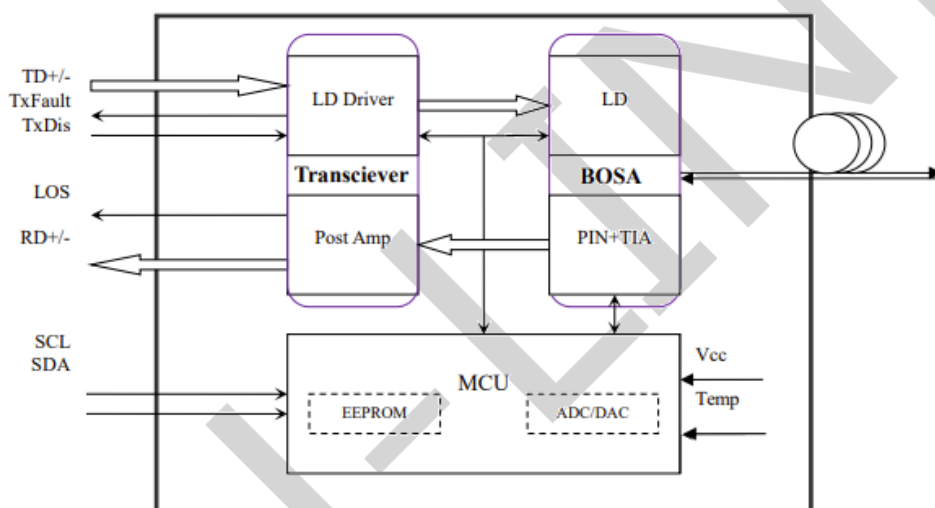 TD+/-
TxFault
TxDis
LD Driver
LD
Transciever
BOSA
LOS
RD+/-
Post Amp
PIN+TIA
SCL
SDA
MCU
Vcc
Temp
EEPROM
ADC/DAC